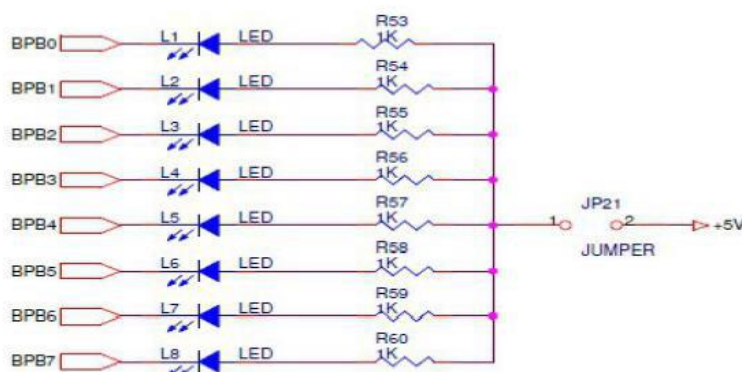 R53
BPB0 L1 LED 1K
R54
BPB1 L2 LED 1K
R55
BPB2 L3 LED 1K
R56
BPB3 L4 LED 1K
JP21
R57
BPB4 L5 LED 1K 1 2 +5V
JUMPER
R58
BPB5 L6 LED 1K
R59
BPB6 L7 LED 1K
R60
BPB7 L8 LED 1K